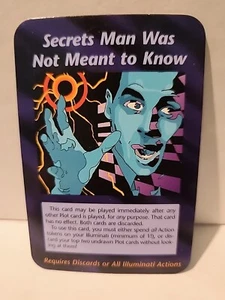 Secrets Man Was
Not Meant to Know
This card may be played immediately after any
other Plot card is played, for any purpose. That card
has no effect. Both cards are discarded.
To use this card, you must either spend all Action
tokens on your Illuminati (minimum of 1!), or dis-
card your top two undrawn Plot cards without look-
ing at them!
Requires Discards or All Illuminati Actions